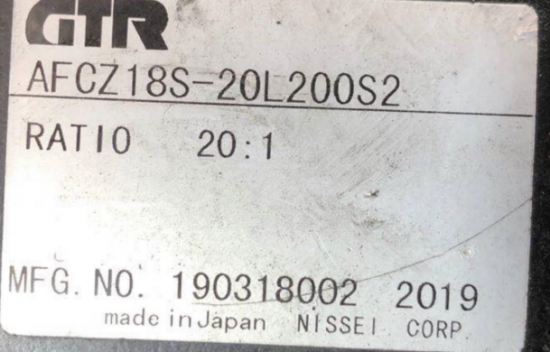 GTR
AFCZ18S-20L200S2
RATIO 20:1
MFG. NO. 190318002 2019
made in Japan NISSEI CORP.